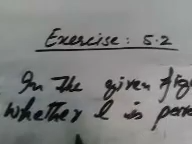 Exercise: 5.2
In the given
whether l is